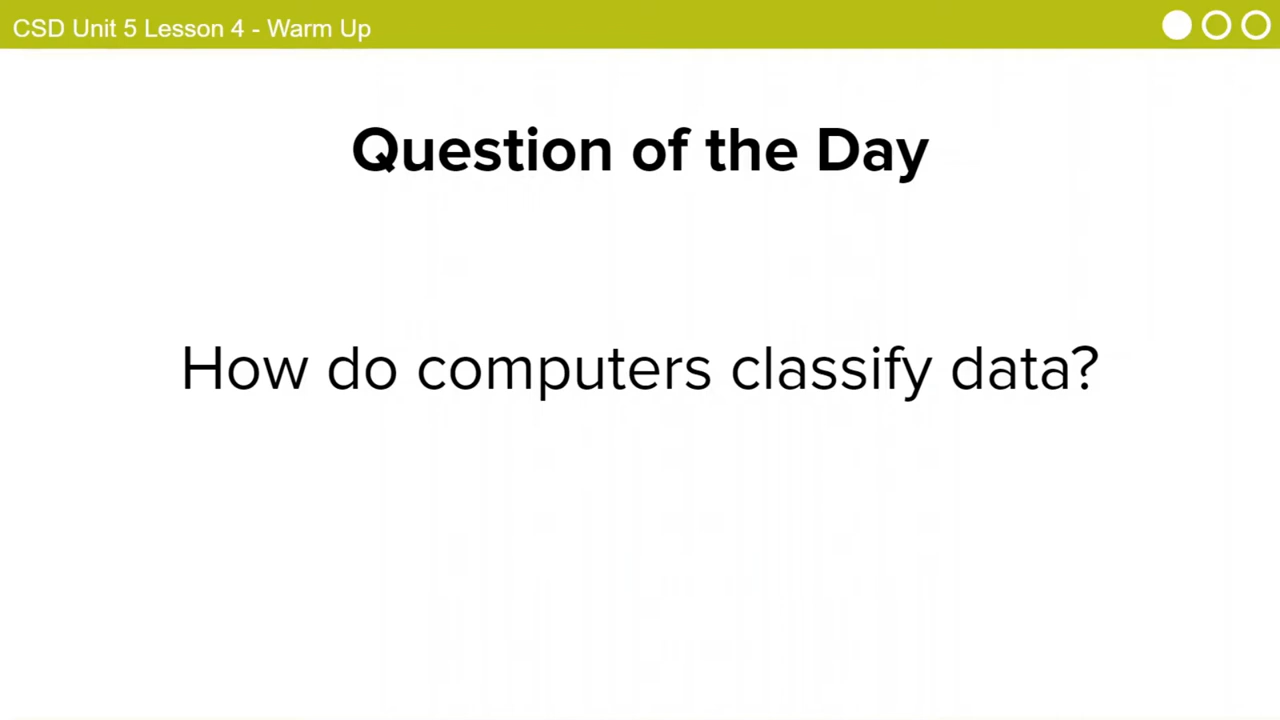 CSD Unit 5 Lesson 4 - Warm Up
Question of the Day
How do computers classify data?